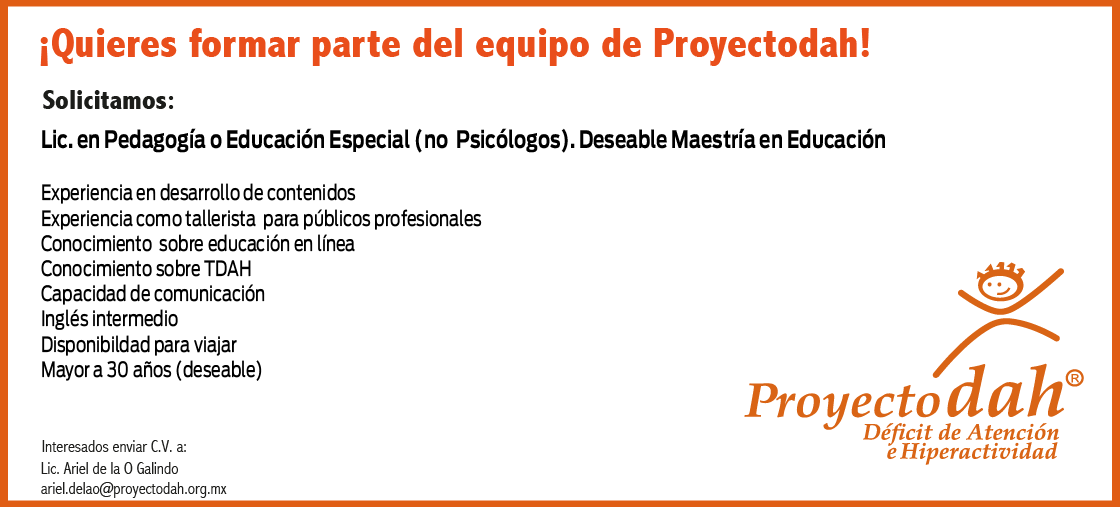 ¡Quieres formar parte del equipo de Proyectodah!
Solicitamos:
Lic. en Pedagogía o Educación Especial (no Psicólogos). Deseable Maestría en Educación
Experiencia en desarrollo de contenidos
Experiencia como tallerista para públicos profesionales
Conocimiento sobre educación en línea
Conocimiento sobre TDAH
Capacidad de comunicación
Inglés intermedio
Disponibildad para viajar
Mayor a 30 años (deseable)
Interesados enviar C.V. a:
Lic. Ariel de la O Galindo
ariel.delao@proyectodah.org.mx
Proyectodah®
Déficit de Atención
e Hiperactividad